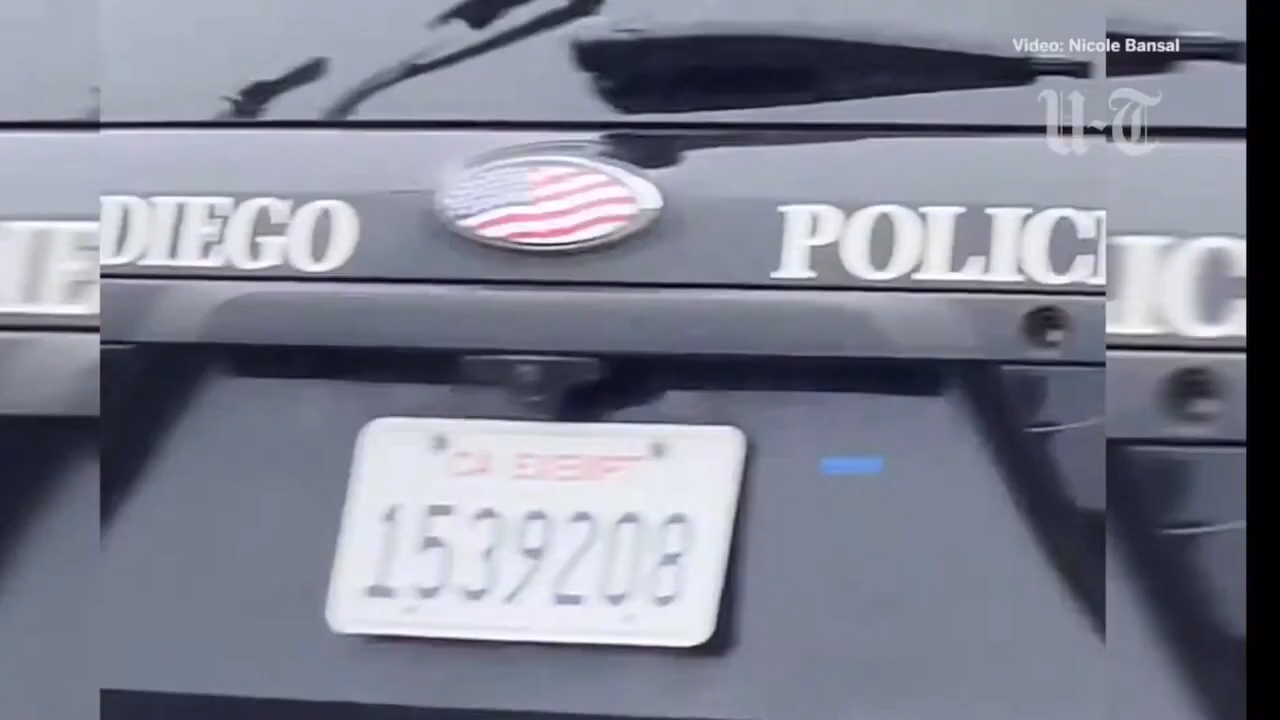 Video: Nicole Bansal
U-T
DIEGO POLIC
CA EXEMPT
1539208